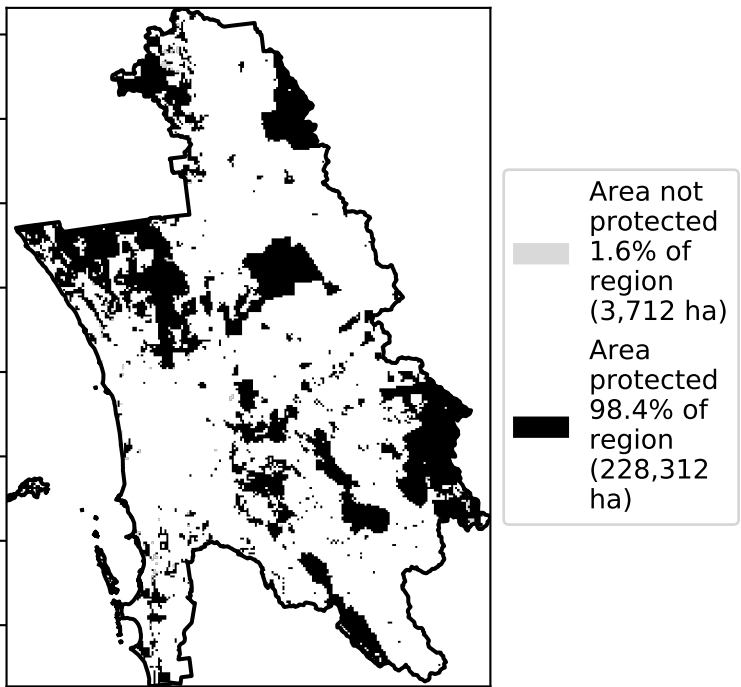 Area not
protected
1.6% of
region
(3,712 ha)
Area
protected
98.4% of
region
(228,312
ha)